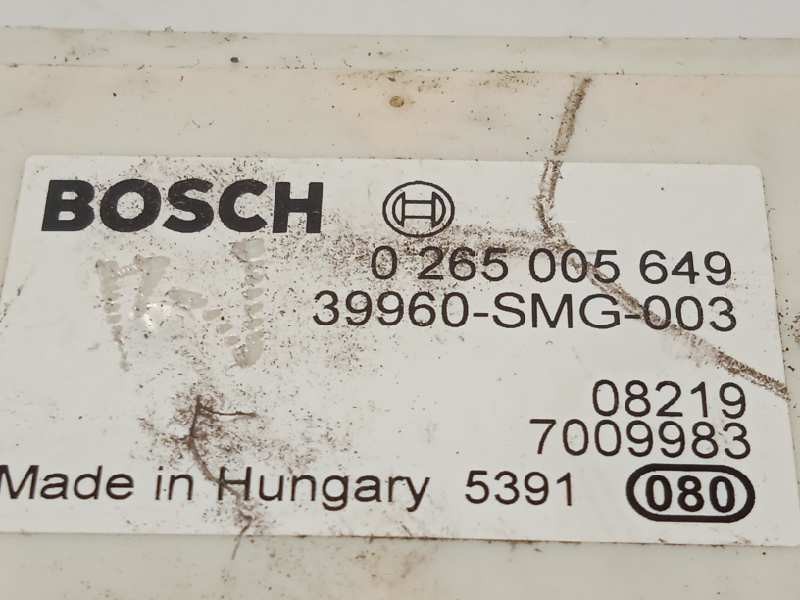 BOSCH
0 265 005 649
39960-SMG-003
08219
7009983
Made in Hungary 5391 080